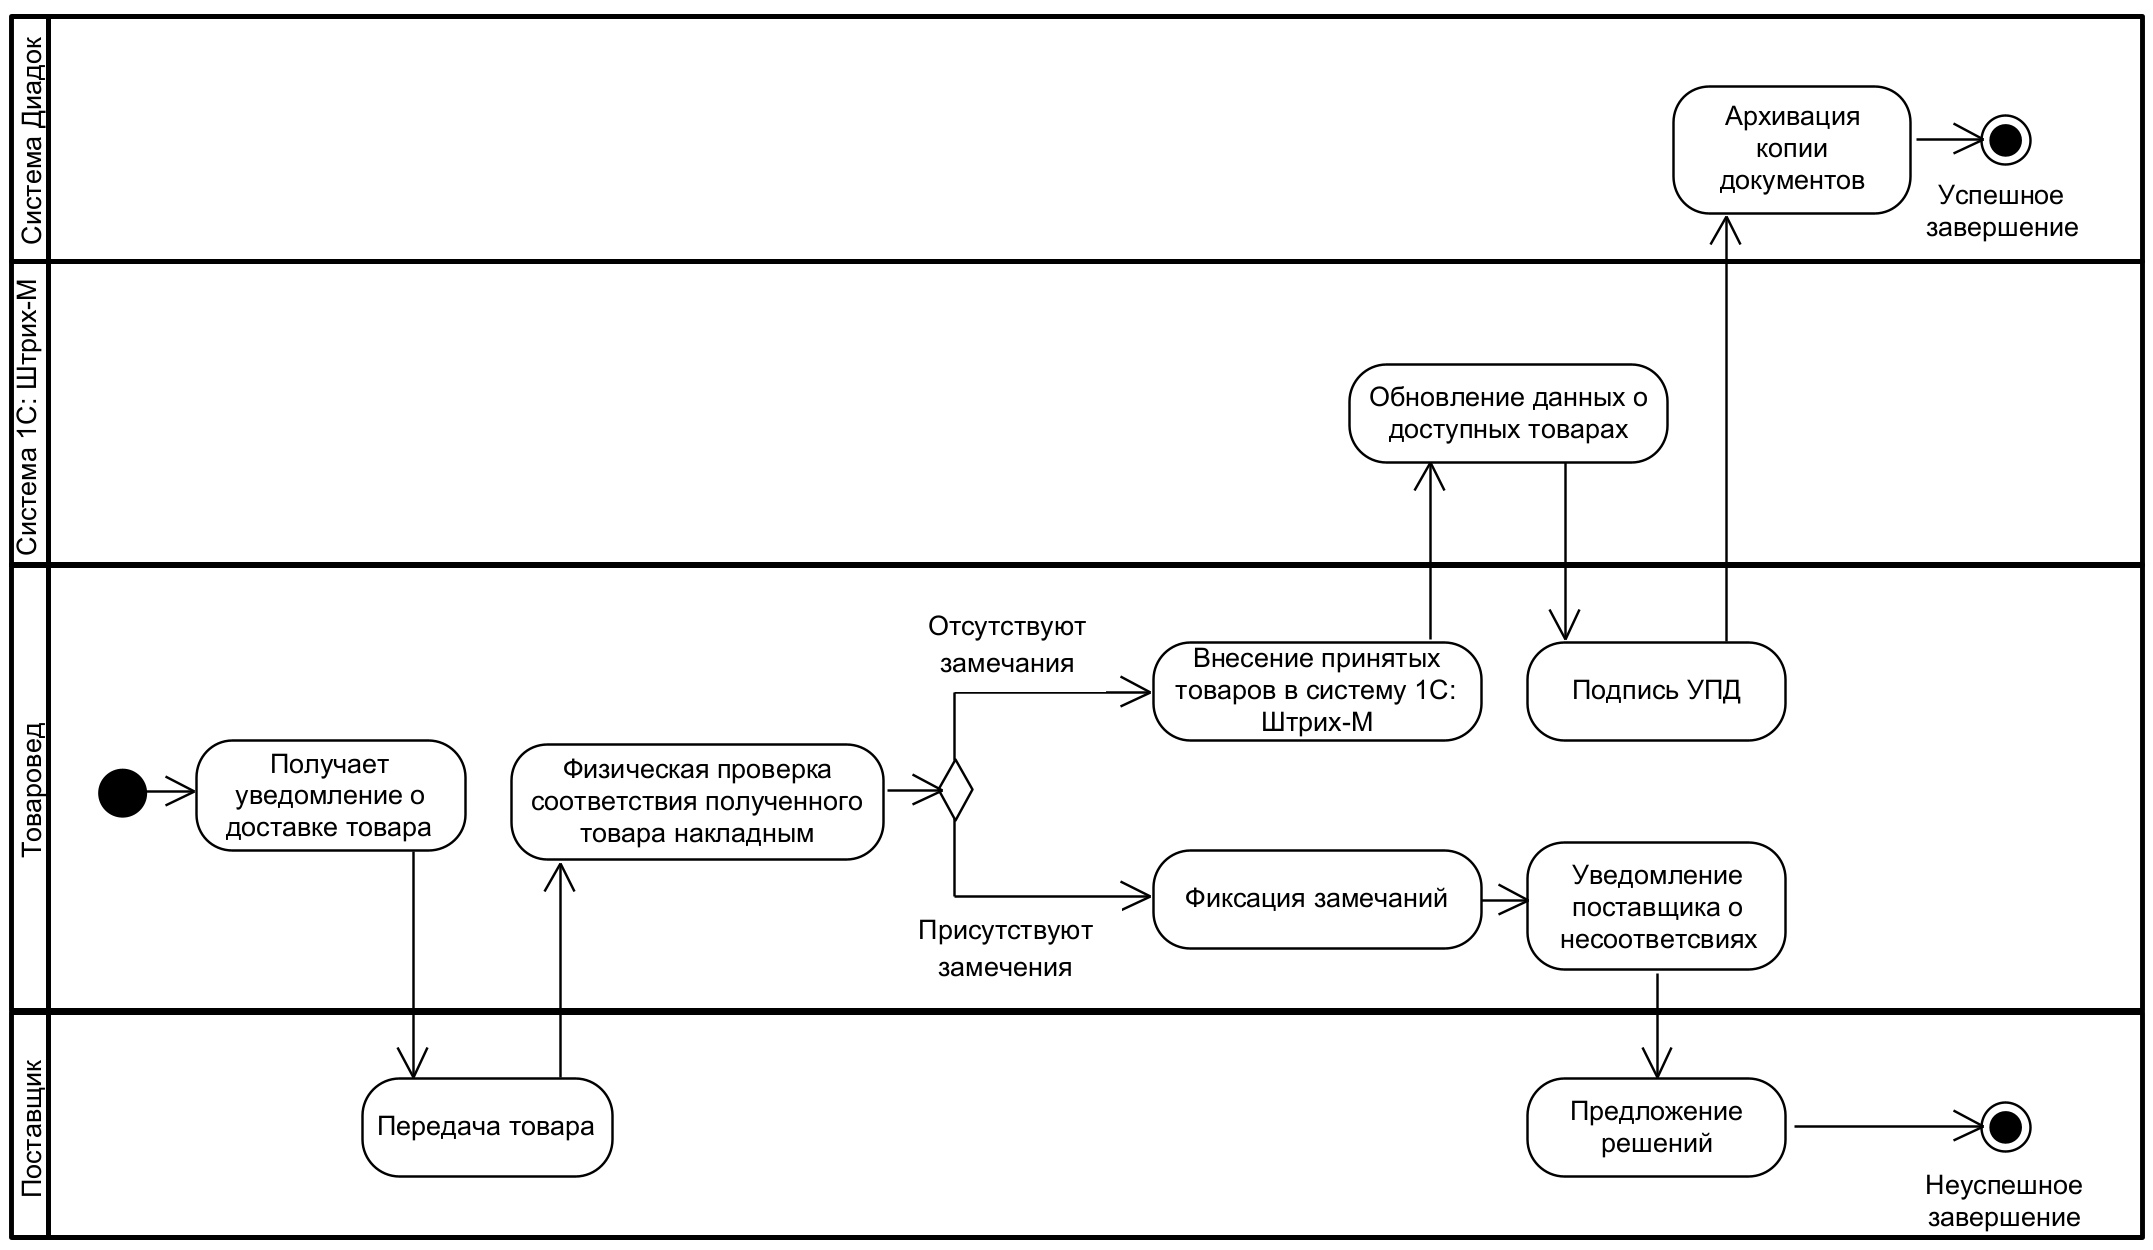 Система Диадок
Архивация
копии
документов
Успешное
завершение
Система 1С: Штрих-М
Обновление данных о
доступных товарах
Товаровед
Получает
уведомление о
доставке товара
Физическая проверка
соответствия полученного
товара накладным
Отсутствуют
замечания
Присутствуют
замечения
Внесение принятых
товаров в систему 1С:
Штрих-М
Подпись УПД
Фиксация замечаний
Уведомление
поставщика о
несоответсвиях
Поставщик
Передача товара
Предложение
решений
Неуспешное
завершение